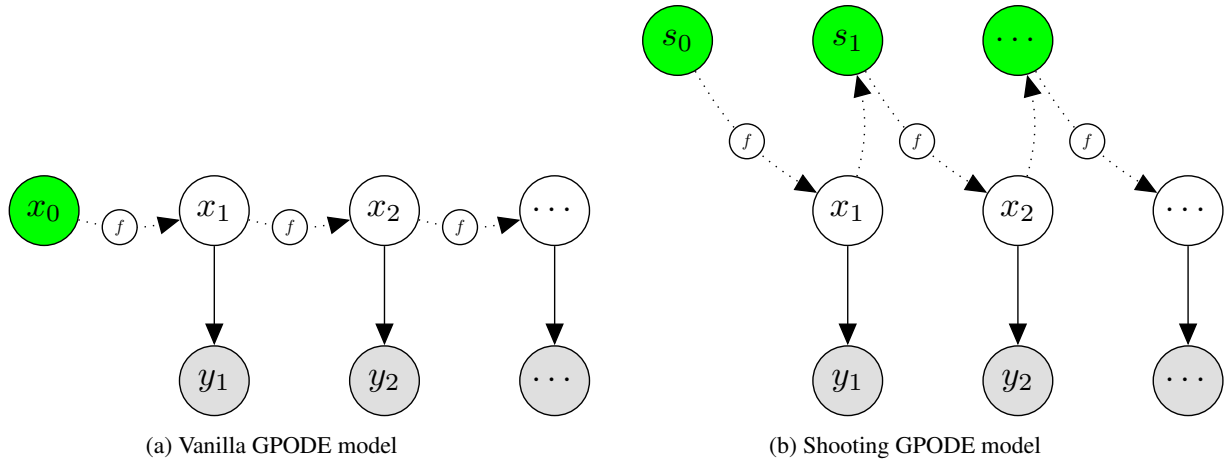 x₀ f x₁ f x₂ f ···
y₁ y₂ ···
(a) Vanilla GPODE model
s₀ s₁ ···
f f f
x₁ x₂ ···
y₁ y₂ ···
(b) Shooting GPODE model